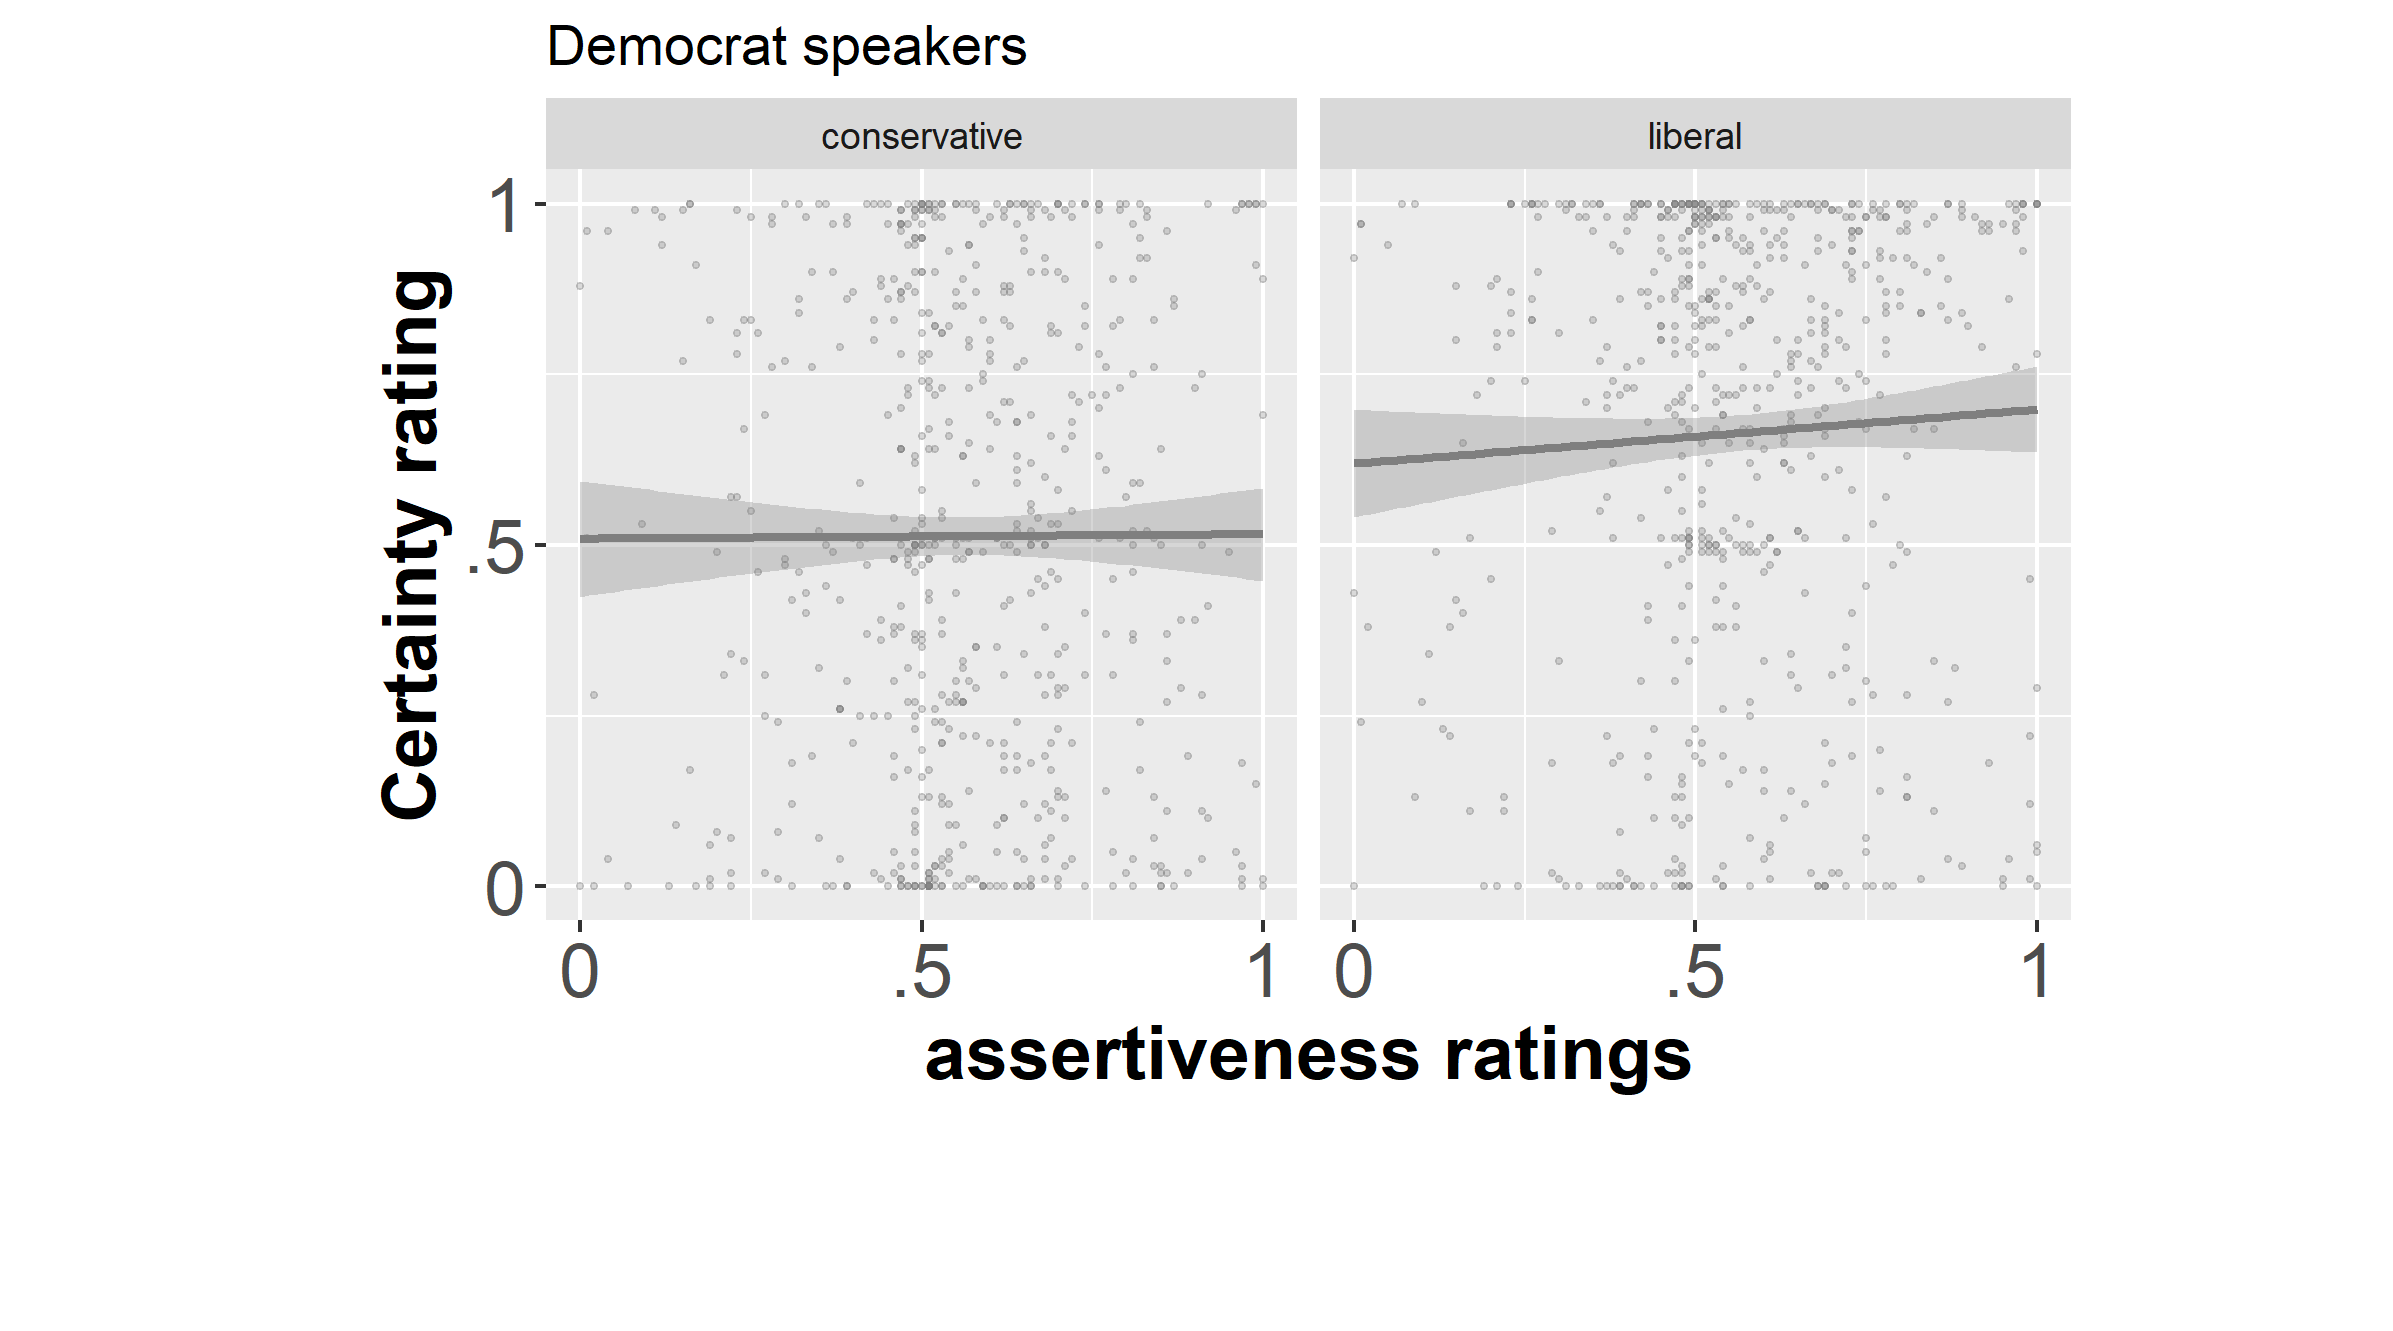 Democrat speakers
conservative
liberal
Certainty rating
1
.5
0
0
.5
1
0
.5
1
assertiveness ratings